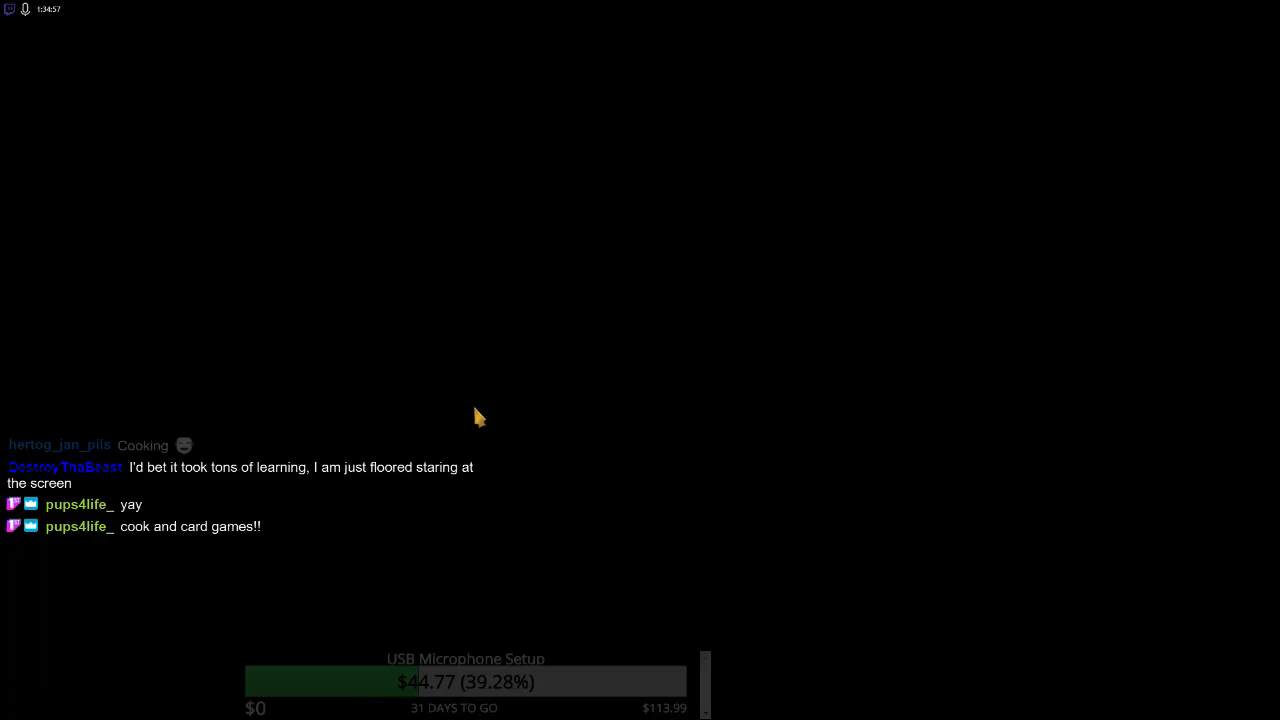 1:34:57
hertog_jan_pils Cooking
DestroyThaBeast I'd bet it took tons of learning, I am just floored staring at
the screen
pups4life_ yay
pups4life_ cook and card games!!
USB Microphone Setup
$44.77 (39.28%)
$0 31 DAYS TO GO $113.99